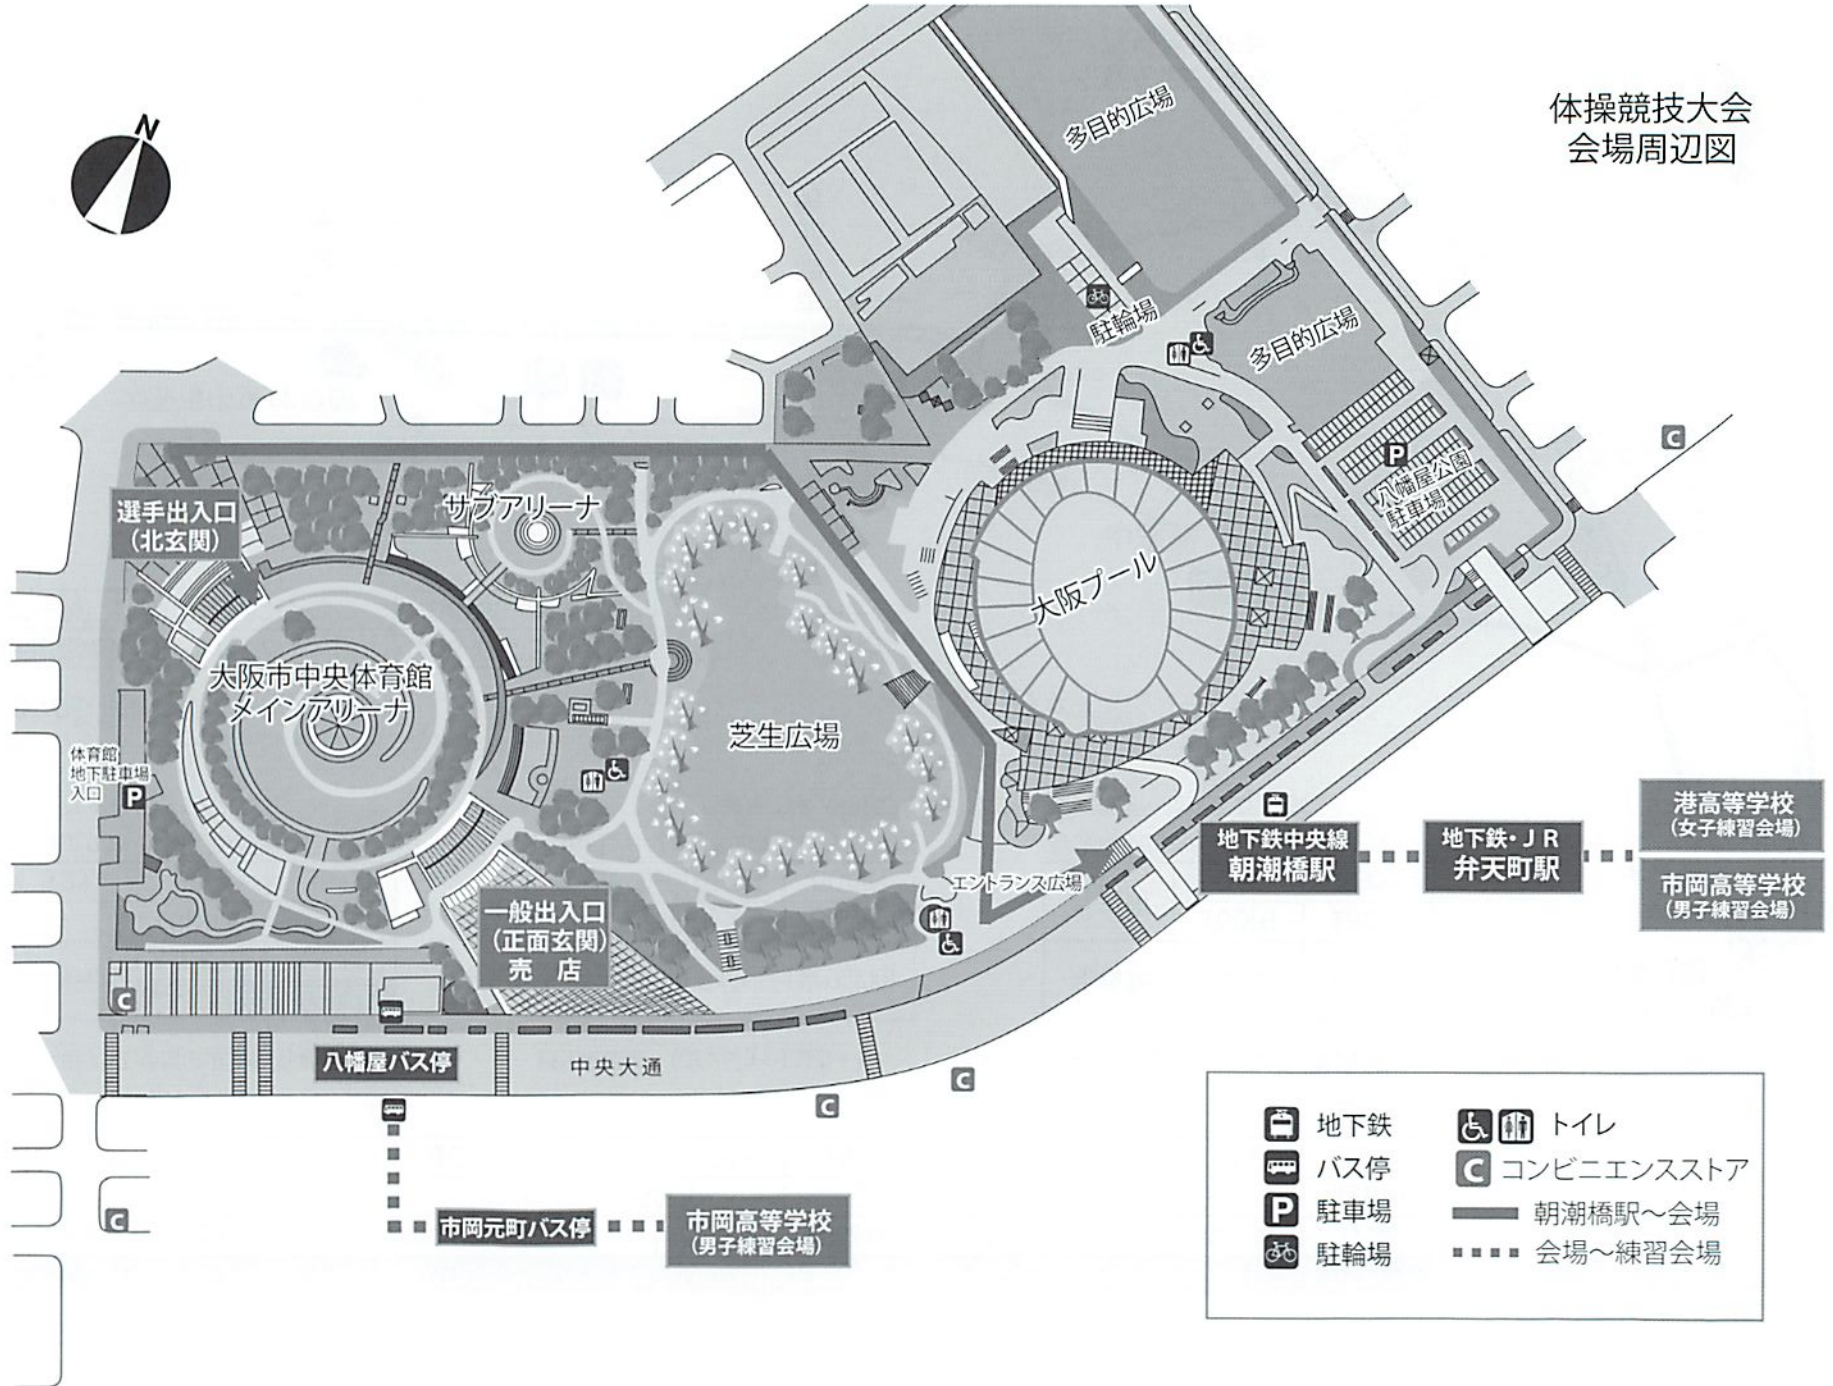 体操競技大会
会場周辺図
N
多目的広場
駐輪場
多目的広場
P
八幡屋公園
駐車場
C
選手出入口
(北玄関)
サブアリーナ
大阪プール
大阪市中央体育館
メインアリーナ
芝生広場
体育館
地下駐車場
入口
P
エントランス広場
一般出入口
(正面玄関)
売 店
地下鉄中央線
朝潮橋駅
地下鉄・JR
弁天町駅
港高等学校
(女子練習会場)
市岡高等学校
(男子練習会場)
C
八幡屋バス停
中央大通
C
C
C
市岡元町バス停
市岡高等学校
(男子練習会場)
地下鉄
バス停
P 駐車場
駐輪場
トイレ
C コンビニエンスストア
朝潮橋駅～会場
会場～練習会場